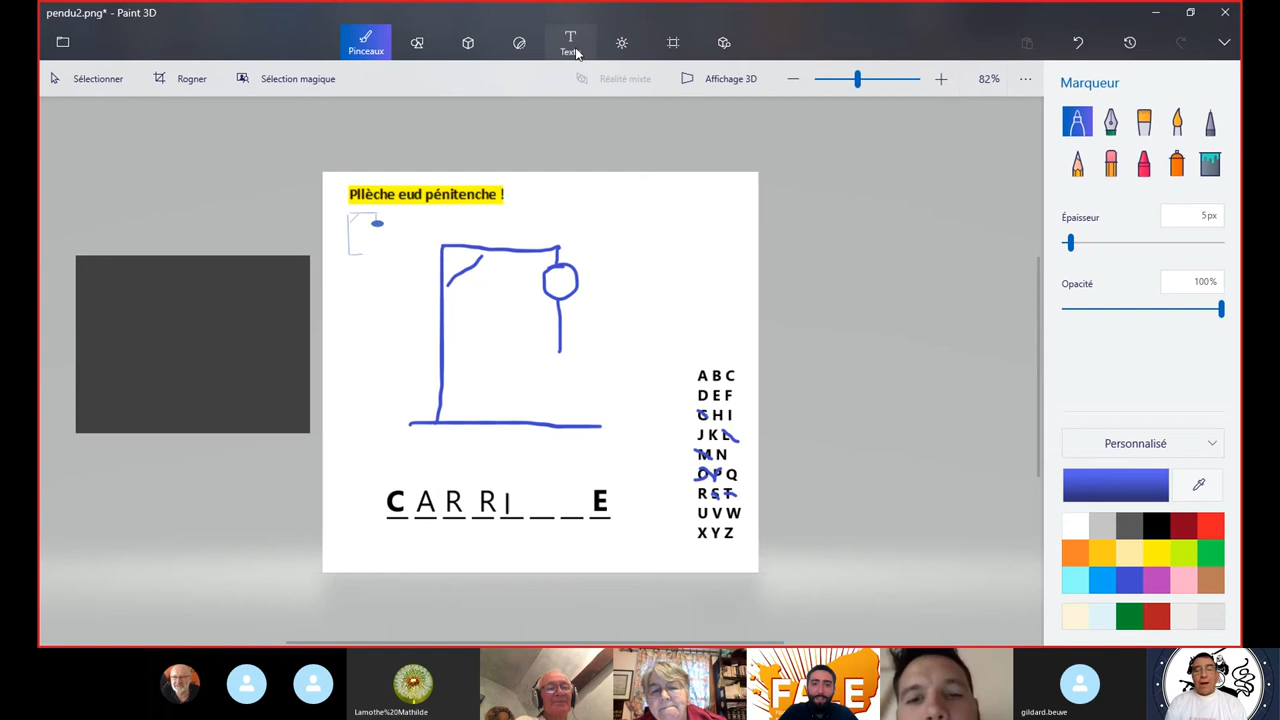 pendu2.png* - Paint 3D
Pinceaux
Texte
Sélectionner
Rogner
Sélection magique
Réalité mixte
Affichage 3D
82%
Marqueur
Épaisseur
5px
Opacité
100%
Personnalisé
Pllèche eud pénitenche !
A B C
D E F
G H I
J K L
M N
O P Q
R S T
U V W
X Y Z
C A R R I _ _ E
Lamothe%20Mathilde
gildard.beuve